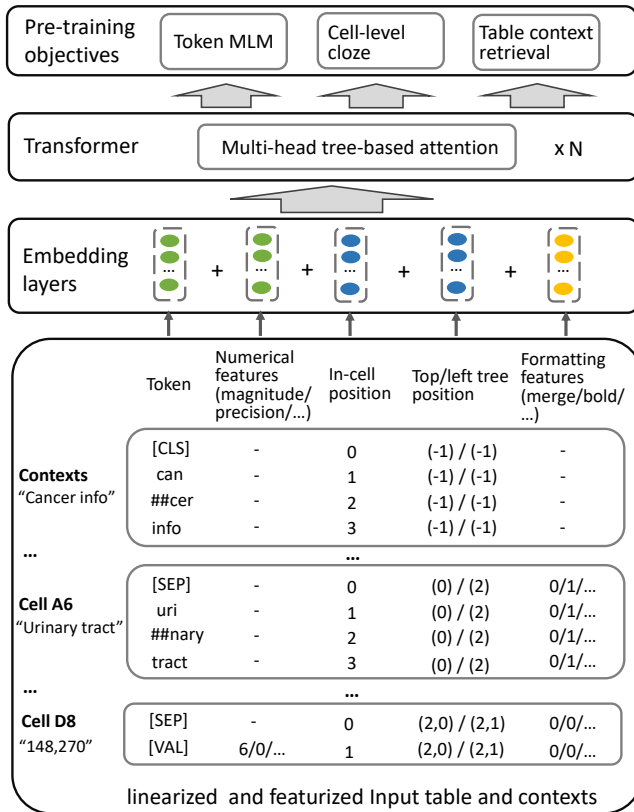 Pre-training objectives
Token MLM
Cell-level cloze
Table context retrieval
Transformer
Multi-head tree-based attention
x N
Embedding layers
... + ... + ... + ... + ...
Token
Numerical features (magnitude/ precision/...)
In-cell position
Top/left tree position
Formatting features (merge/bold/ ...)
Contexts
"Cancer info"
[CLS] - 0 (-1) / (-1) -
can - 1 (-1) / (-1) -
##cer - 2 (-1) / (-1) -
info - 3 (-1) / (-1) -
... ...
Cell A6
"Urinary tract"
[SEP] - 0 (0) / (2) 0/1/...
uri - 1 (0) / (2) 0/1/...
##nary - 2 (0) / (2) 0/1/...
tract - 3 (0) / (2) 0/1/...
... ...
Cell D8
"148,270"
[SEP] - 0 (2,0) / (2,1) 0/0/...
[VAL] 6/0/... 1 (2,0) / (2,1) 0/0/...
linearized and featurized Input table and contexts